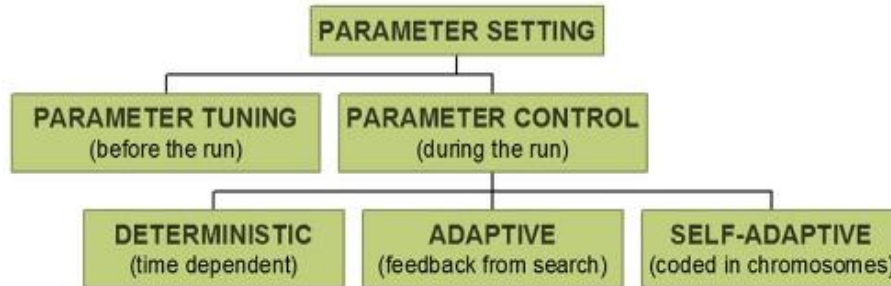 PARAMETER SETTING
PARAMETER TUNING
(before the run)
PARAMETER CONTROL
(during the run)
DETERMINISTIC
(time dependent)
ADAPTIVE
(feedback from search)
SELF-ADAPTIVE
(coded in chromosomes)